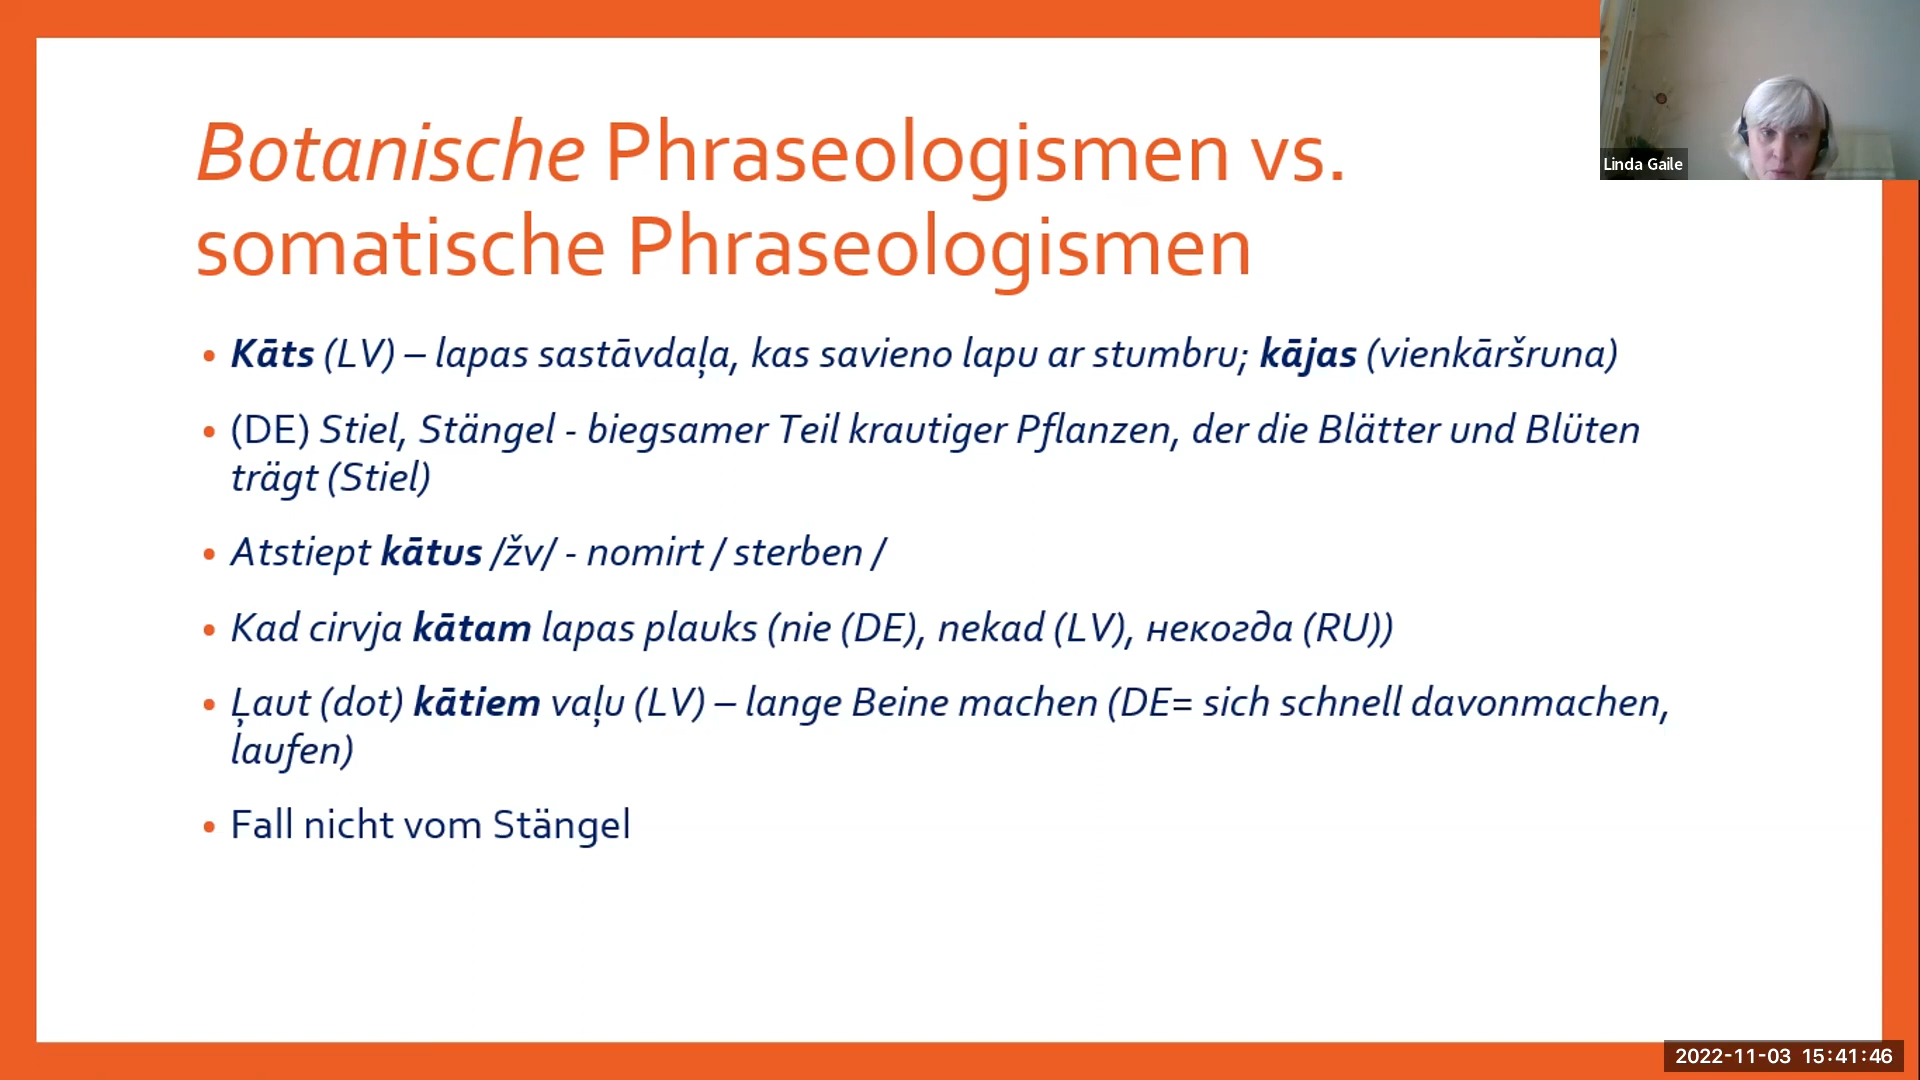 Botanische Phraseologismen vs.
somatische Phraseologismen
Linda Gaile
• Kāts (LV) – lapas sastāvdaļa, kas savieno lapu ar stumbru; kājas (vienkāršruna)
• (DE) Stiel, Stängel - biegsamer Teil krautiger Pflanzen, der die Blätter und Blüten
trägt (Stiel)
• Atstiept kātus /žv/ - nomirt / sterben /
• Kad cirvja kātam lapas plauks (nie (DE), nekad (LV), некогда (RU))
• Ļaut (dot) kātiem vaļu (LV) – lange Beine machen (DE= sich schnell davonmachen,
laufen)
• Fall nicht vom Stängel
2022-11-03 15:41:46